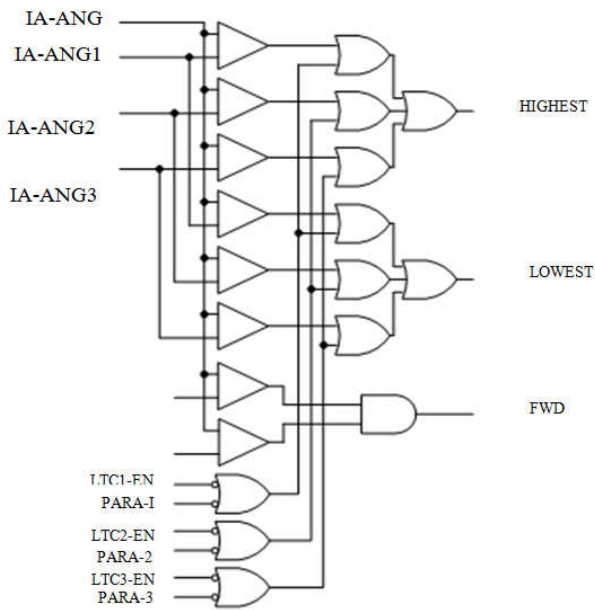 IA-ANG
IA-ANG1
IA-ANG2
IA-ANG3
HIGHEST
LOWEST
FWD
LTC1-EN
PARA-I
LTC2-EN
PARA-2
LTC3-EN
PARA-3